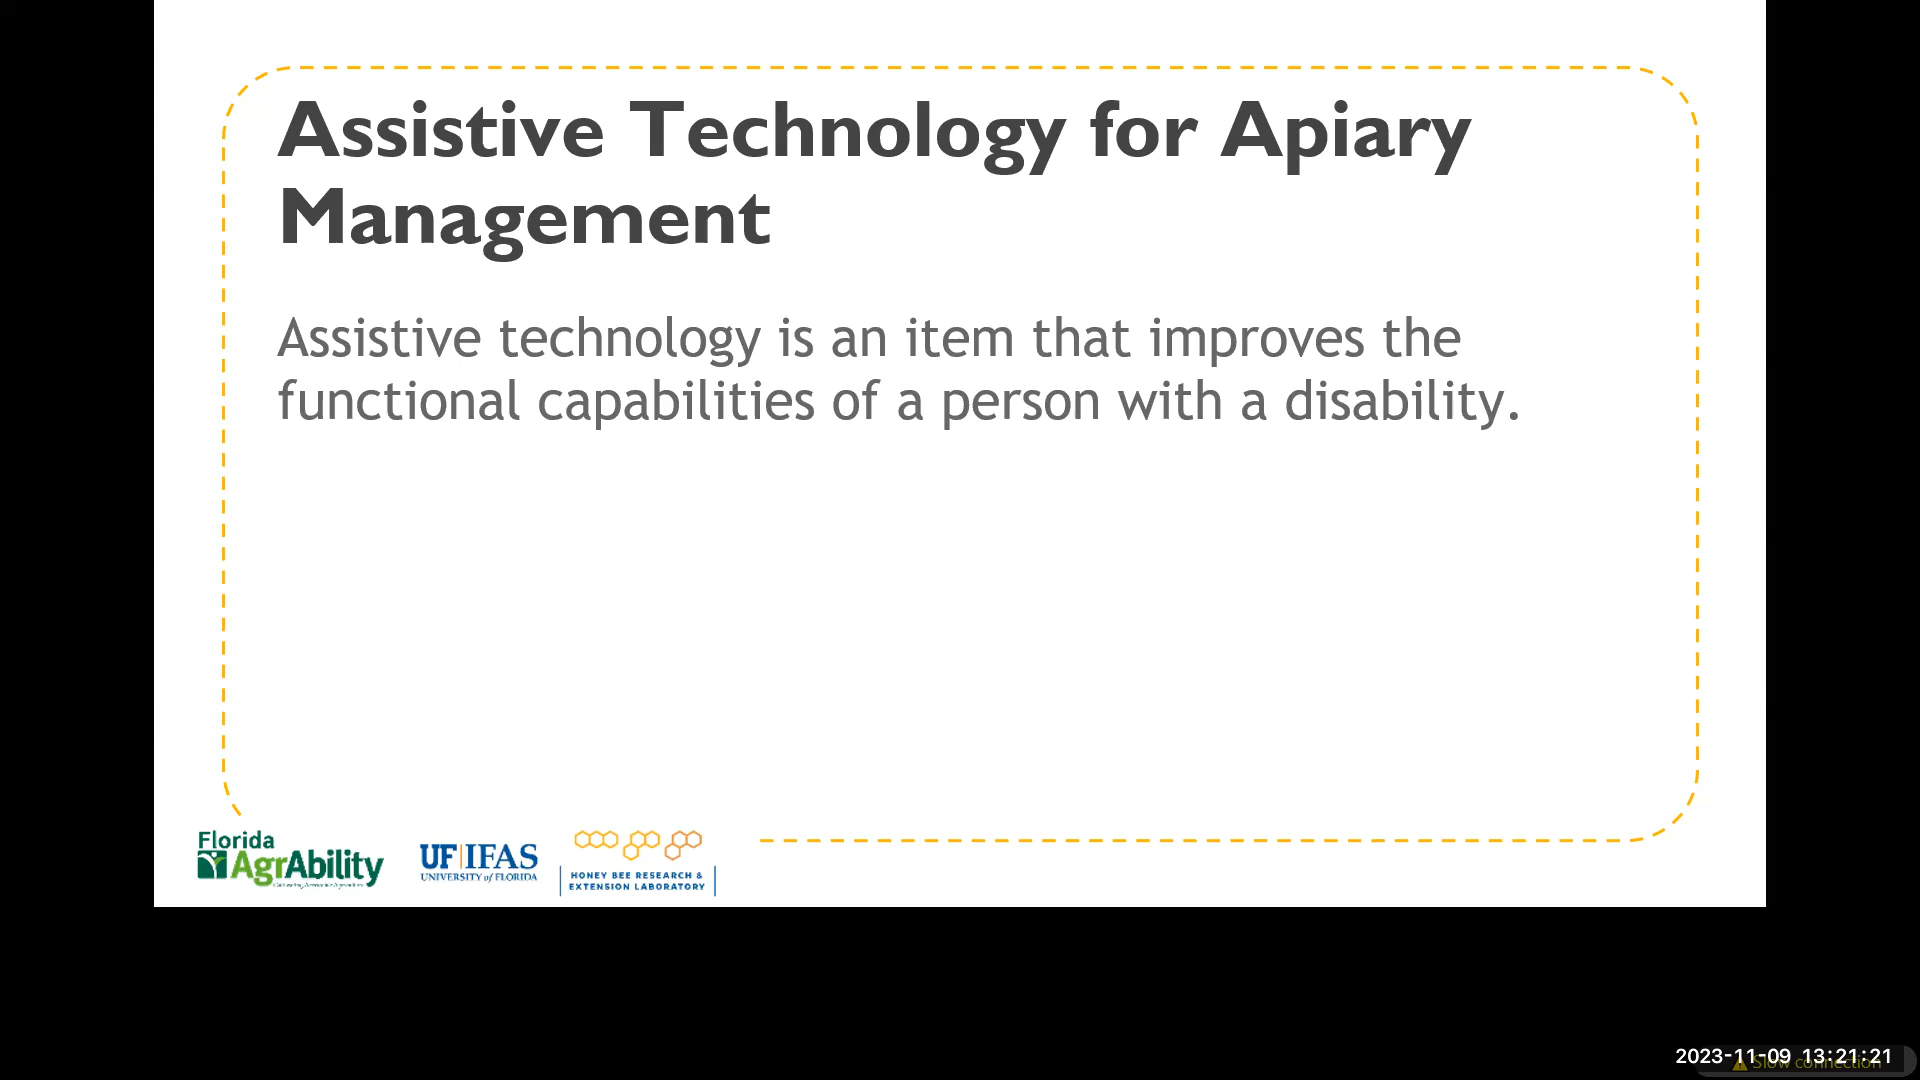 Assistive Technology for Apiary
Management
Assistive technology is an item that improves the
functional capabilities of a person with a disability.
Florida
AgrAbility
UF|IFAS
UNIVERSITY of FLORIDA
HONEY BEE RESEARCH &
EXTENSION LABORATORY
2023-11-09 13:21:21
Slow connection